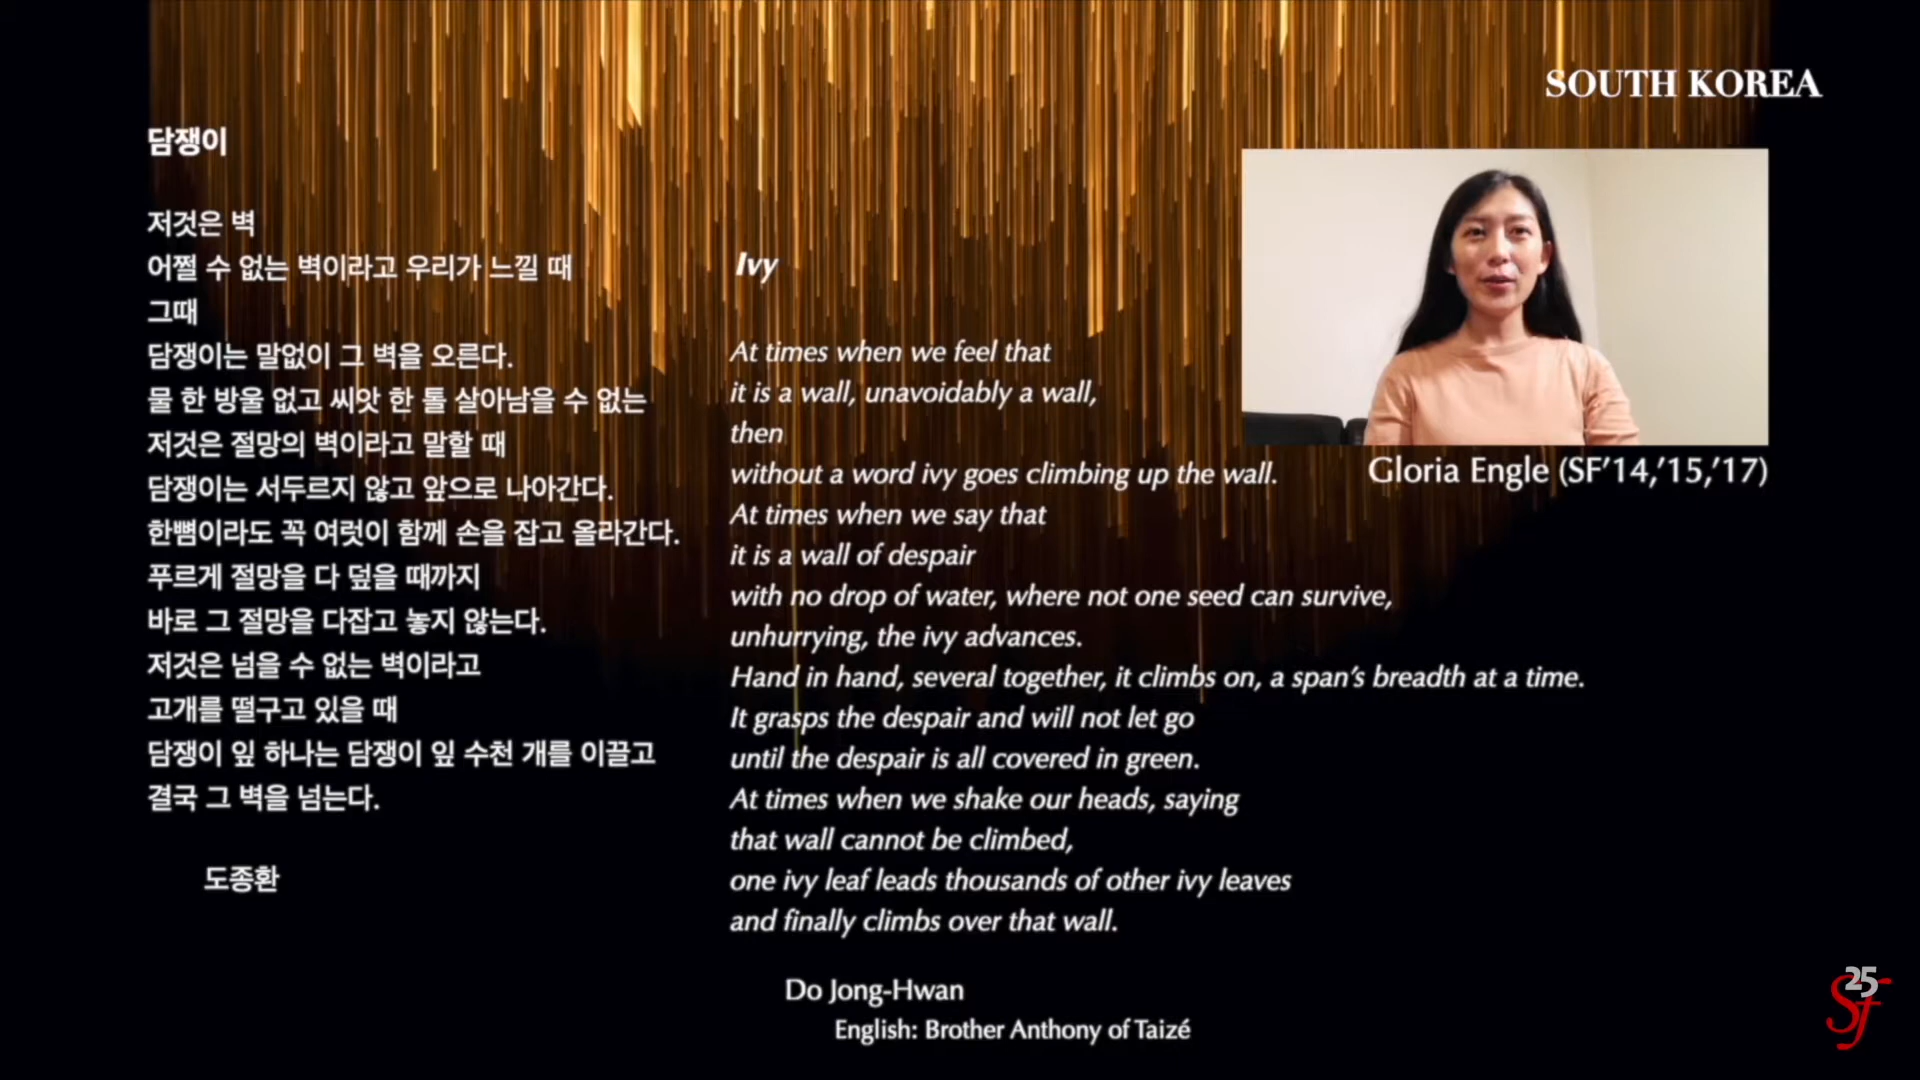 SOUTH KOREA
담쟁이
저것은 벽
어쩔 수 없는 벽이라고 우리가 느낄 때
그때
담쟁이는 말없이 그 벽을 오른다.
물 한 방울 없고 씨앗 한 톨 살아남을 수 없는
저것은 절망의 벽이라고 말할 때
담쟁이는 서두르지 않고 앞으로 나아간다.
한뼘이라도 꼭 여럿이 함께 손을 잡고 올라간다.
푸르게 절망을 다 덮을 때까지
바로 그 절망을 다잡고 놓지 않는다.
저것은 넘을 수 없는 벽이라고
고개를 떨구고 있을 때
담쟁이 잎 하나는 담쟁이 잎 수천 개를 이끌고
결국 그 벽을 넘는다.
도종환
Ivy
At times when we feel that
it is a wall, unavoidably a wall,
then
without a word ivy goes climbing up the wall.
At times when we say that
it is a wall of despair
with no drop of water, where not one seed can survive,
unhurrying, the ivy advances.
Hand in hand, several together, it climbs on, a span's breadth at a time.
It grasps the despair and will not let go
until the despair is all covered in green.
At times when we shake our heads, saying
that wall cannot be climbed,
one ivy leaf leads thousands of other ivy leaves
and finally climbs over that wall.
Do Jong-Hwan
English: Brother Anthony of Taizé
Gloria Engle (SF'14,'15,'17)
25
Sf